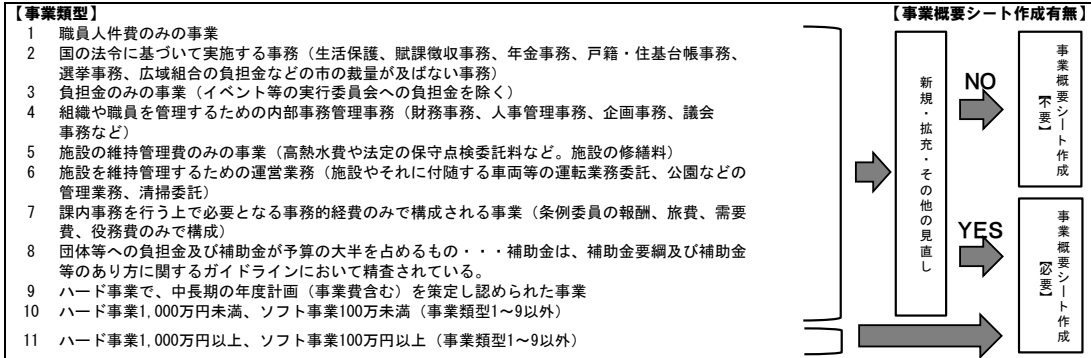 【事業類型】
【事業概要シート作成有無】
1 職員人件費のみの事業
2 国の法令に基づいて実施する事務（生活保護、賦課徴収事務、年金事務、戸籍・住基台帳事務、
選挙事務、広域組合の負担金などの市の裁量が及ばない事務）
3 負担金のみの事業（イベント等の実行委員会への負担金を除く）
4 組織や職員を管理するための内部事務管理事務（財務事務、人事管理事務、企画事務、議会
事務など）
5 施設の維持管理費のみの事業（高熱水費や法定の保守点検委託料など。施設の修繕料）
6 施設を維持管理するための運営業務（施設やそれに付随する車両等の運転業務委託、公園などの
管理業務、清掃委託）
7 課内事務を行う上で必要となる事務的経費のみで構成される事業（条例委員の報酬、旅費、需要
費、役務費のみで構成）
8 団体等への負担金及び補助金が予算の大半を占めるもの・・・補助金は、補助金要綱及び補助金
等のあり方に関するガイドラインにおいて精査されている。
9 ハード事業で、中長期の年度計画（事業費含む）を策定し認められた事業
10 ハード事業1,000万円未満、ソフト事業100万未満（事業類型1～9以外）
11 ハード事業1,000万円以上、ソフト事業100万円以上（事業類型1～9以外）
新規・拡充・その他の見直し
NO
事業概要シート作成
【不要】
YES
事業概要シート作成
【必要】